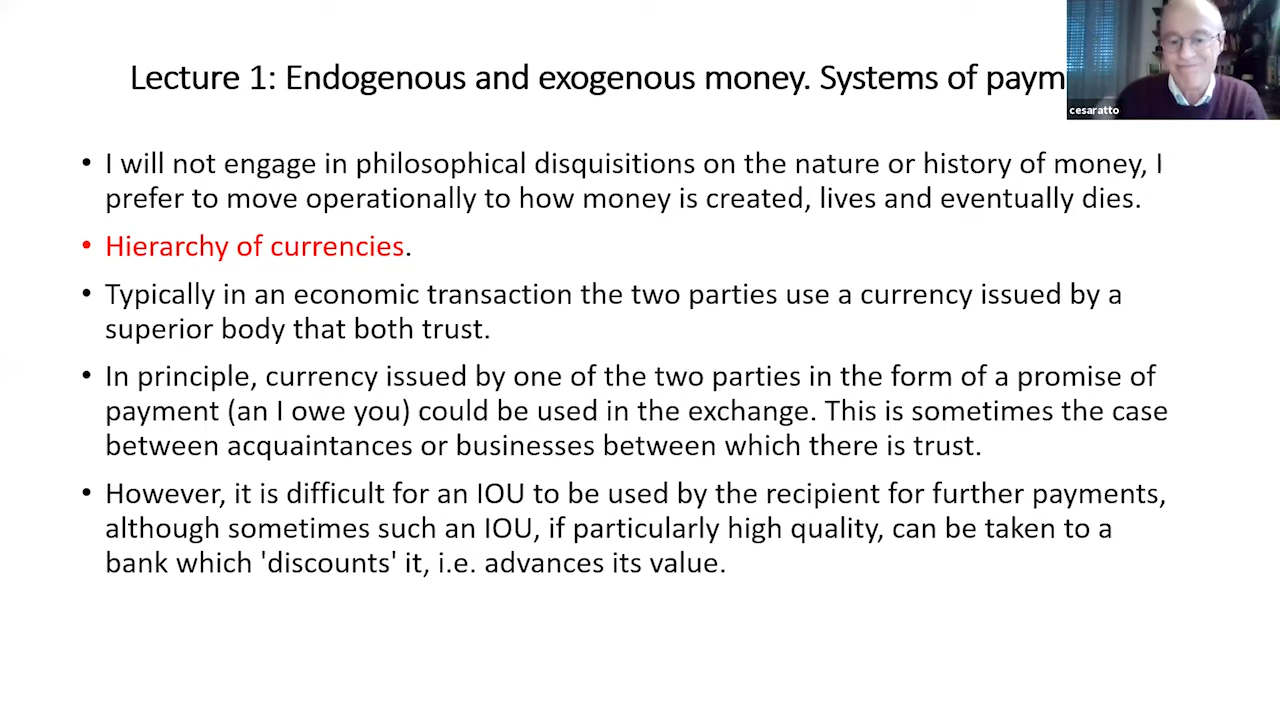 Lecture 1: Endogenous and exogenous money. Systems of paym
cesaratto
• I will not engage in philosophical disquisitions on the nature or history of money, I
prefer to move operationally to how money is created, lives and eventually dies.
• Hierarchy of currencies.
• Typically in an economic transaction the two parties use a currency issued by a
superior body that both trust.
• In principle, currency issued by one of the two parties in the form of a promise of
payment (an I owe you) could be used in the exchange. This is sometimes the case
between acquaintances or businesses between which there is trust.
• However, it is difficult for an IOU to be used by the recipient for further payments,
although sometimes such an IOU, if particularly high quality, can be taken to a
bank which 'discounts' it, i.e. advances its value.